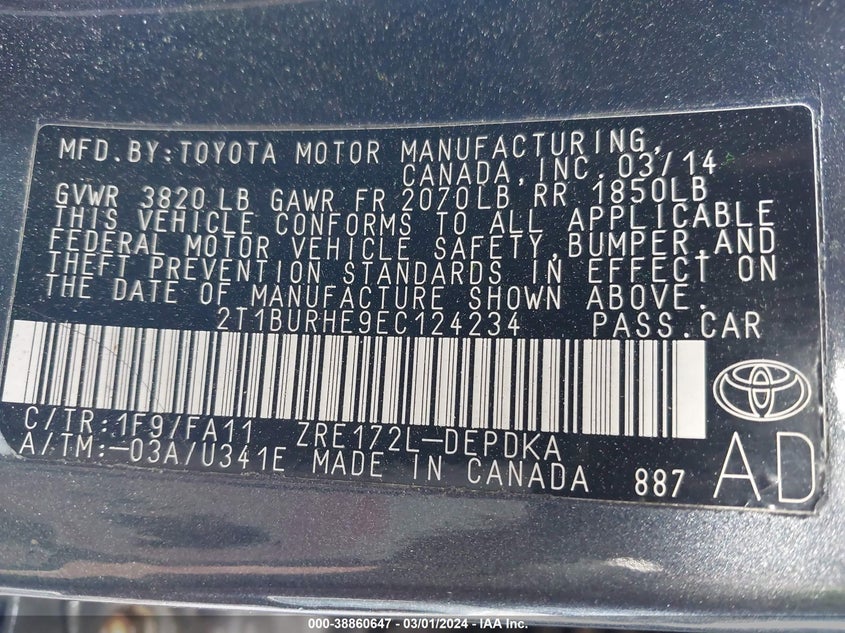 MFD.BY:TOYOTA MOTOR MANUFACTURING,
CANADA,INC. 03/14
GVWR 3820 LB GAWR FR 2070LB RR 1850LB
THIS VEHICLE CONFORMS TO ALL APPLICABLE
FEDERAL MOTOR VEHICLE SAFETY,BUMPER,AND
THEFT PREVENTION STANDARDS IN EFFECT ON
THE DATE OF MANUFACTURE SHOWN ABOVE.
2T1BURHE9EC124234 PASS.CAR
C/TR:1F9/FA11 ZRE172L-DEPDKA
A/TM:-03A/U341E MADE IN CANADA 887 AD
000-38860647 - 03/01/2024 - IAA Inc.